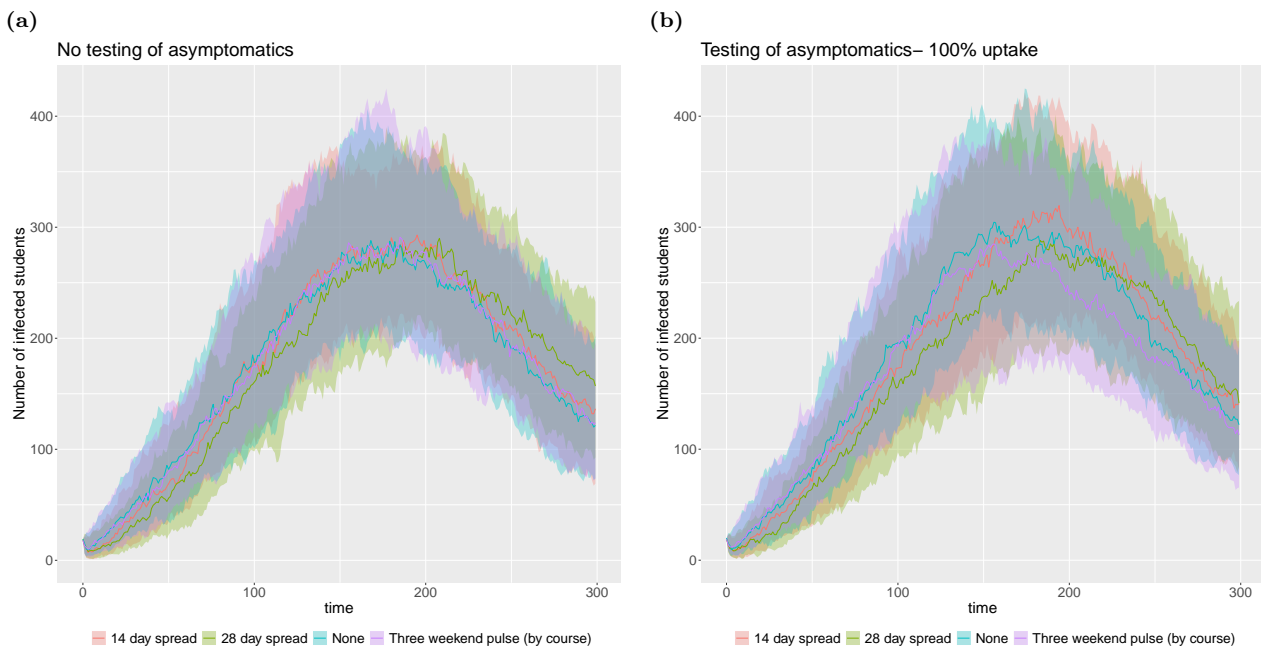 (a)
No testing of asymptomatics
Number of infected students
400
300
200
100
0
0 100 200 300
time
14 day spread 28 day spread None Three weekend pulse (by course)
(b)
Testing of asymptomatics− 100% uptake
Number of infected students
400
300
200
100
0
0 100 200 300
time
14 day spread 28 day spread None Three weekend pulse (by course)